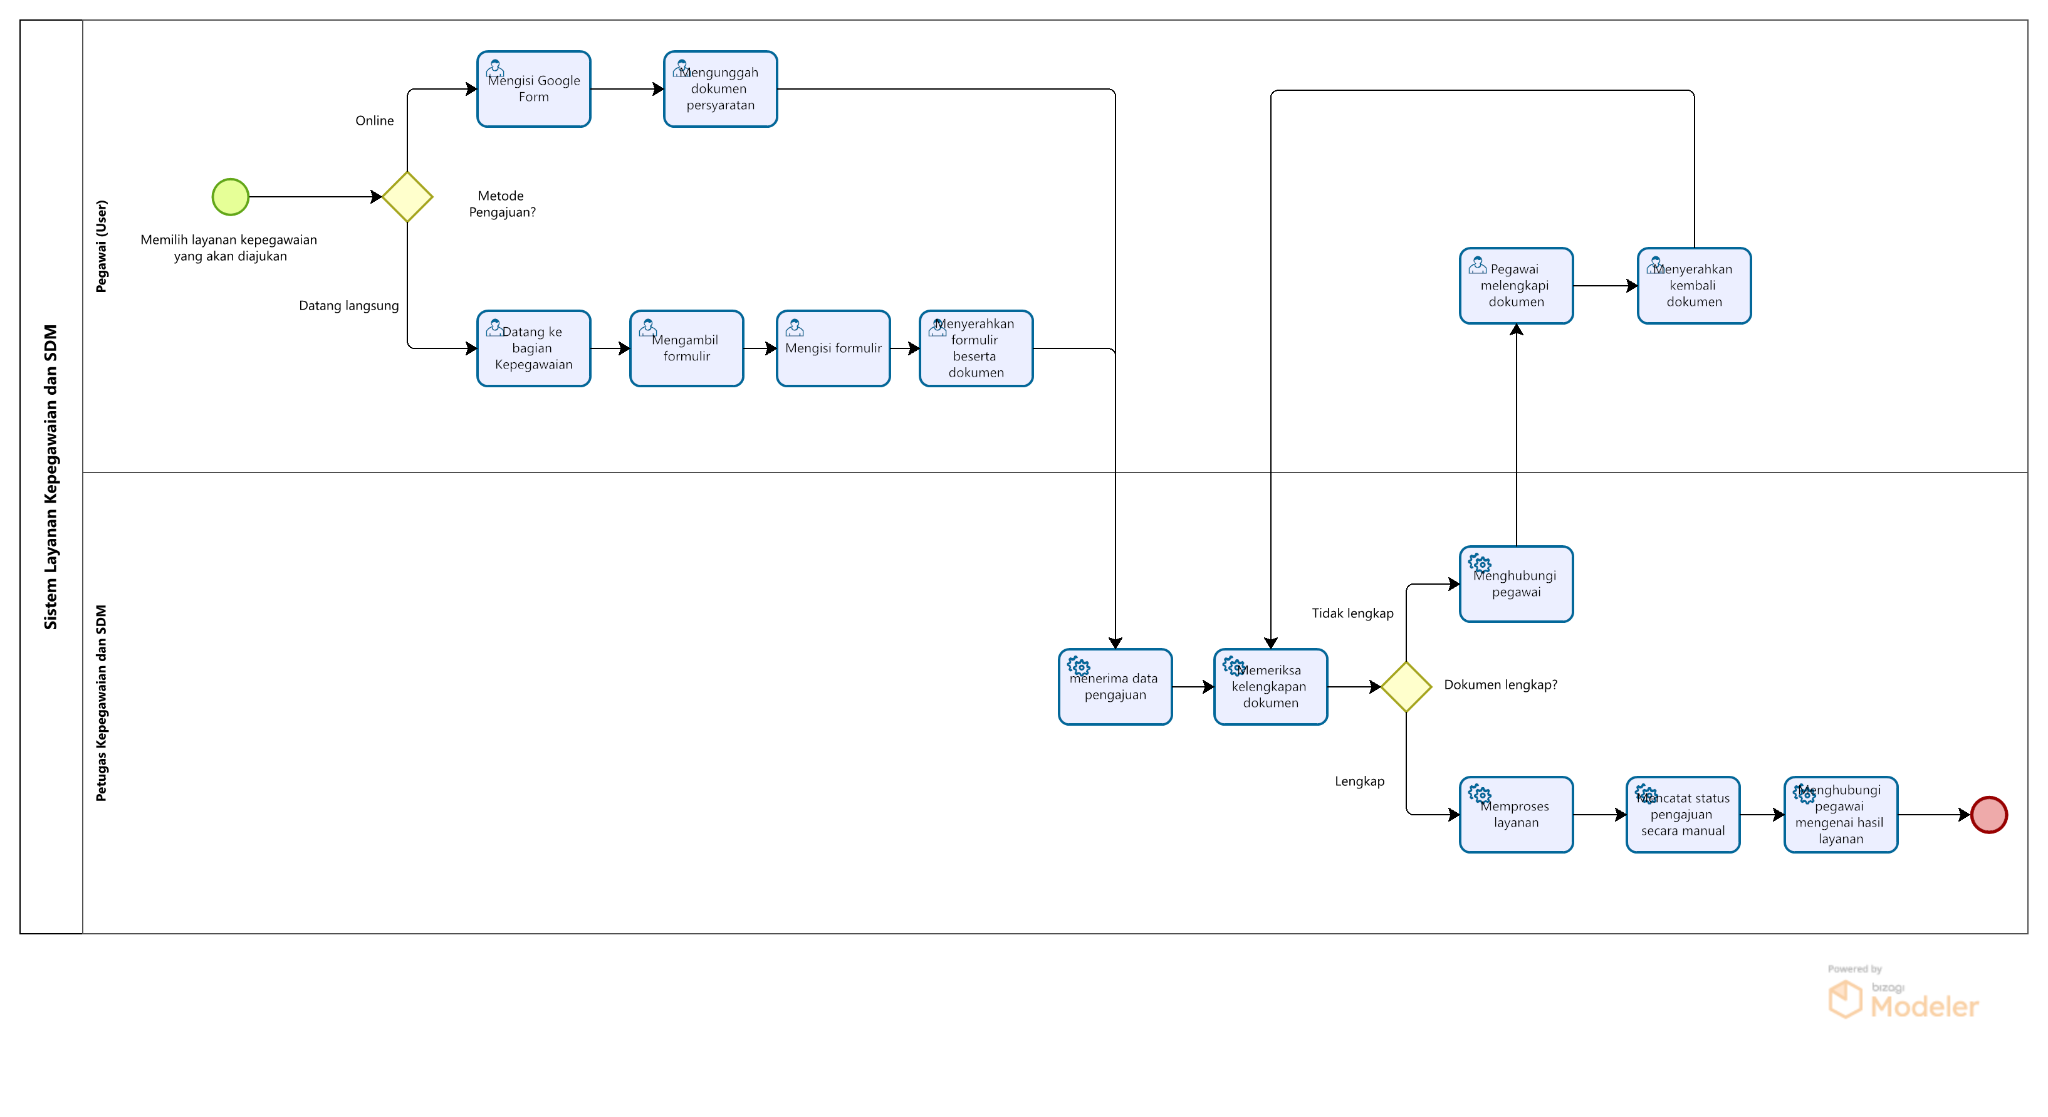 Sistem Layanan Kepegawaian dan SDM
Pegawai (User)
Memilih layanan kepegawaian
yang akan diajukan
Metode
Pengajuan?
Online
Mengisi Google
Form
Mengunggah
dokumen
persyaratan
Datang langsung
Datang ke
bagian
Kepegawaian
Mengambil
formulir
Mengisi formulir
Menyerahkan
formulir
beserta
dokumen
Pegawai
melengkapi
dokumen
Menyerahkan
kembali
dokumen
Petugas Kepegawaian dan SDM
menerima data
pengajuan
Memeriksa
kelengkapan
dokumen
Dokumen lengkap?
Tidak lengkap
Menghubungi
pegawai
Lengkap
Memproses
layanan
Mencatat status
pengajuan
secara manual
Menghubungi
pegawai
mengenai hasil
layanan
Powered by
bizagi
Modeler